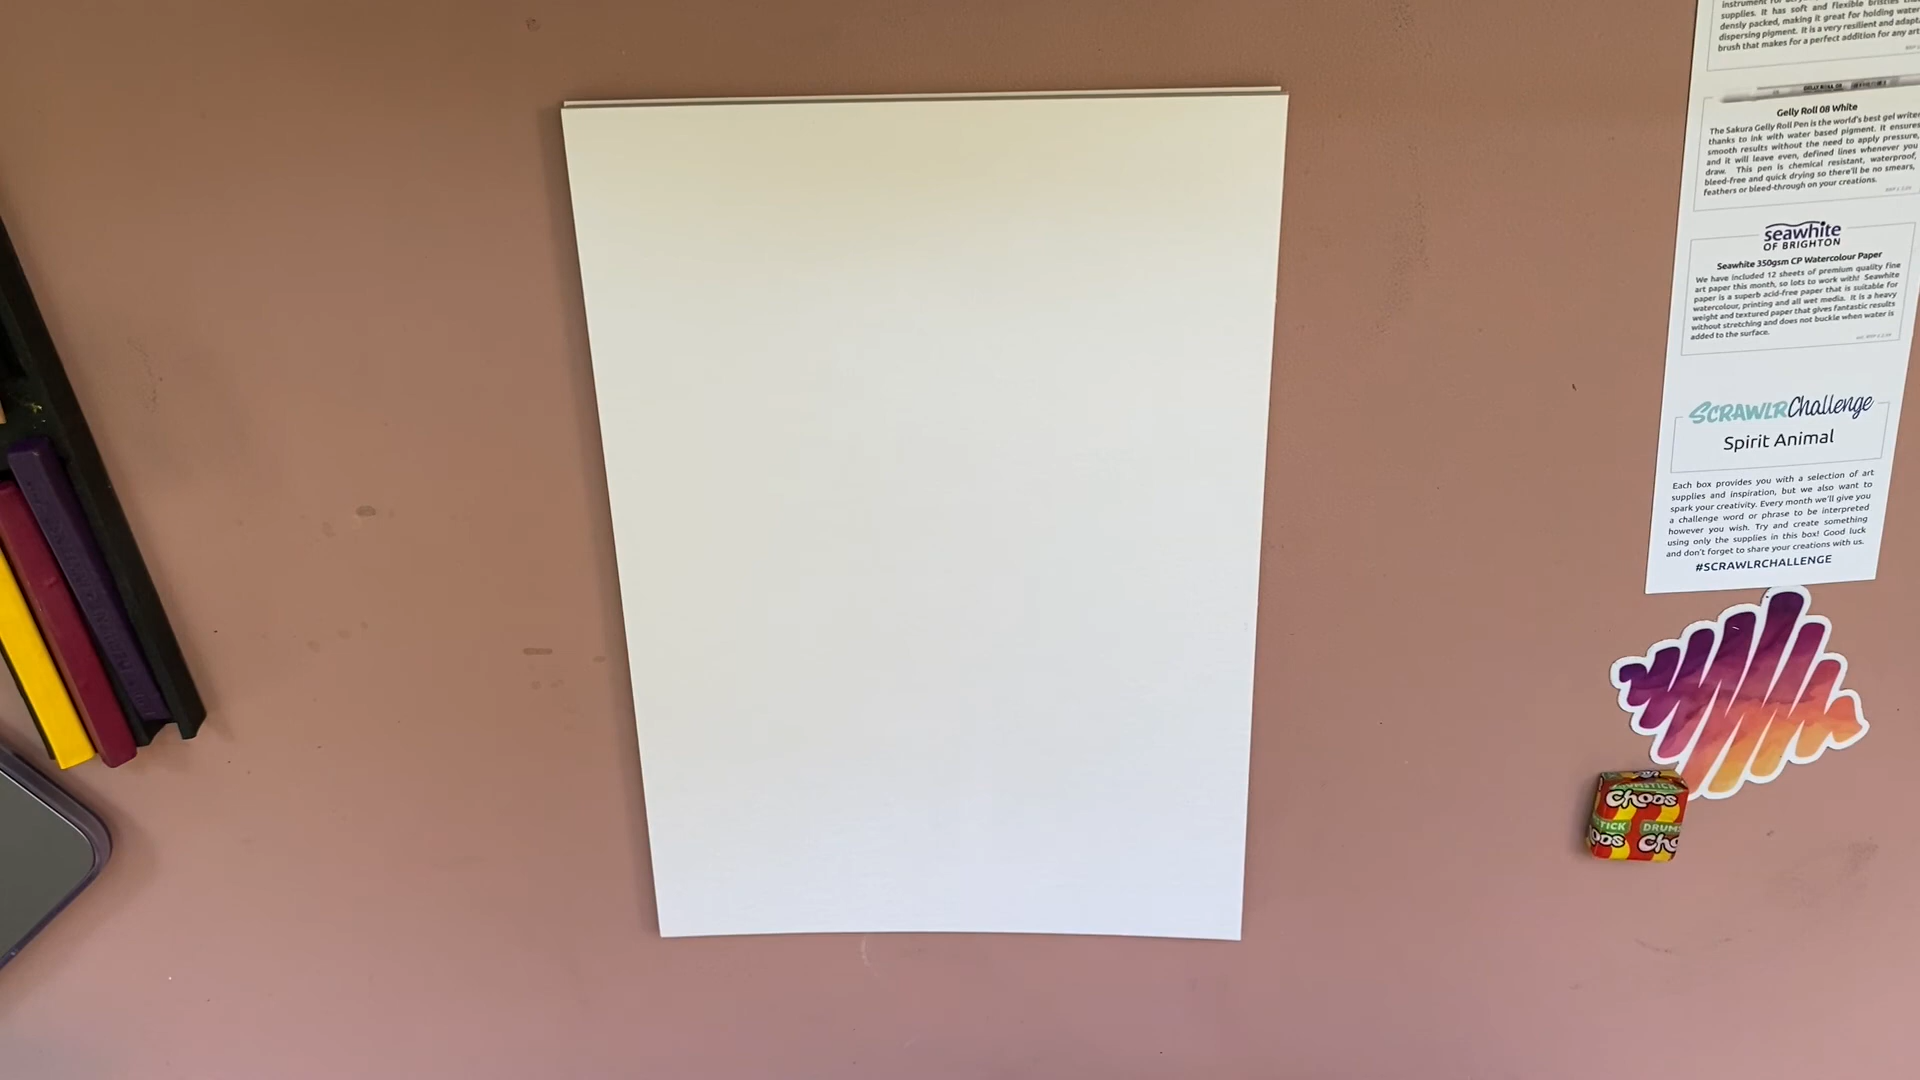 supplies. It has soft and flexible bristles
densely packed, making it great for holding water
dispersing pigment. It is a very resilient and
brush that makes for a perfect addition for any art
GELLY ROLL 08
Gelly Roll 08 White
The Sakura Gelly Roll Pen is the world's best gel
thanks to ink with water based pigment. It ensures
smooth results without the need to apply pressure,
and it will leave even, defined lines whenever you
draw. This pen is chemical resistant, waterproof,
bleed-free and quick drying so there'll be no smears,
feathers or bleed-through on your creations.
seawhite
OF BRIGHTON
Seawhite 350gsm CP Watercolour Paper
We have included 12 sheets of premium quality fine
art paper this month, so lots to work with! Seawhite
paper is a superb acid-free paper that is suitable for
watercolour, printing and all wet media. It is a heavy
weight and textured paper that gives fantastic results
without stretching and does not buckle when water is
added to the surface.
SCRAWLR Challenge
Spirit Animal
Each box provides you with a selection of art
supplies and inspiration, but we also want to
spark your creativity. Every month we'll give you
a challenge word or phrase to be interpreted
however you wish. Try and create something
using only the supplies in this box! Good luck
and don't forget to share your creations with us.
#SCRAWLRCHALLENGE
Choos